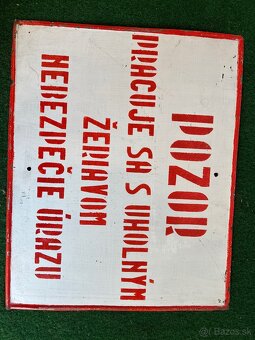 POZOR
PRACUJE SA S UHOLNÝM
ŽERIAVOM
NEBEZPEČIE ÚRAZU
Bazos.sk